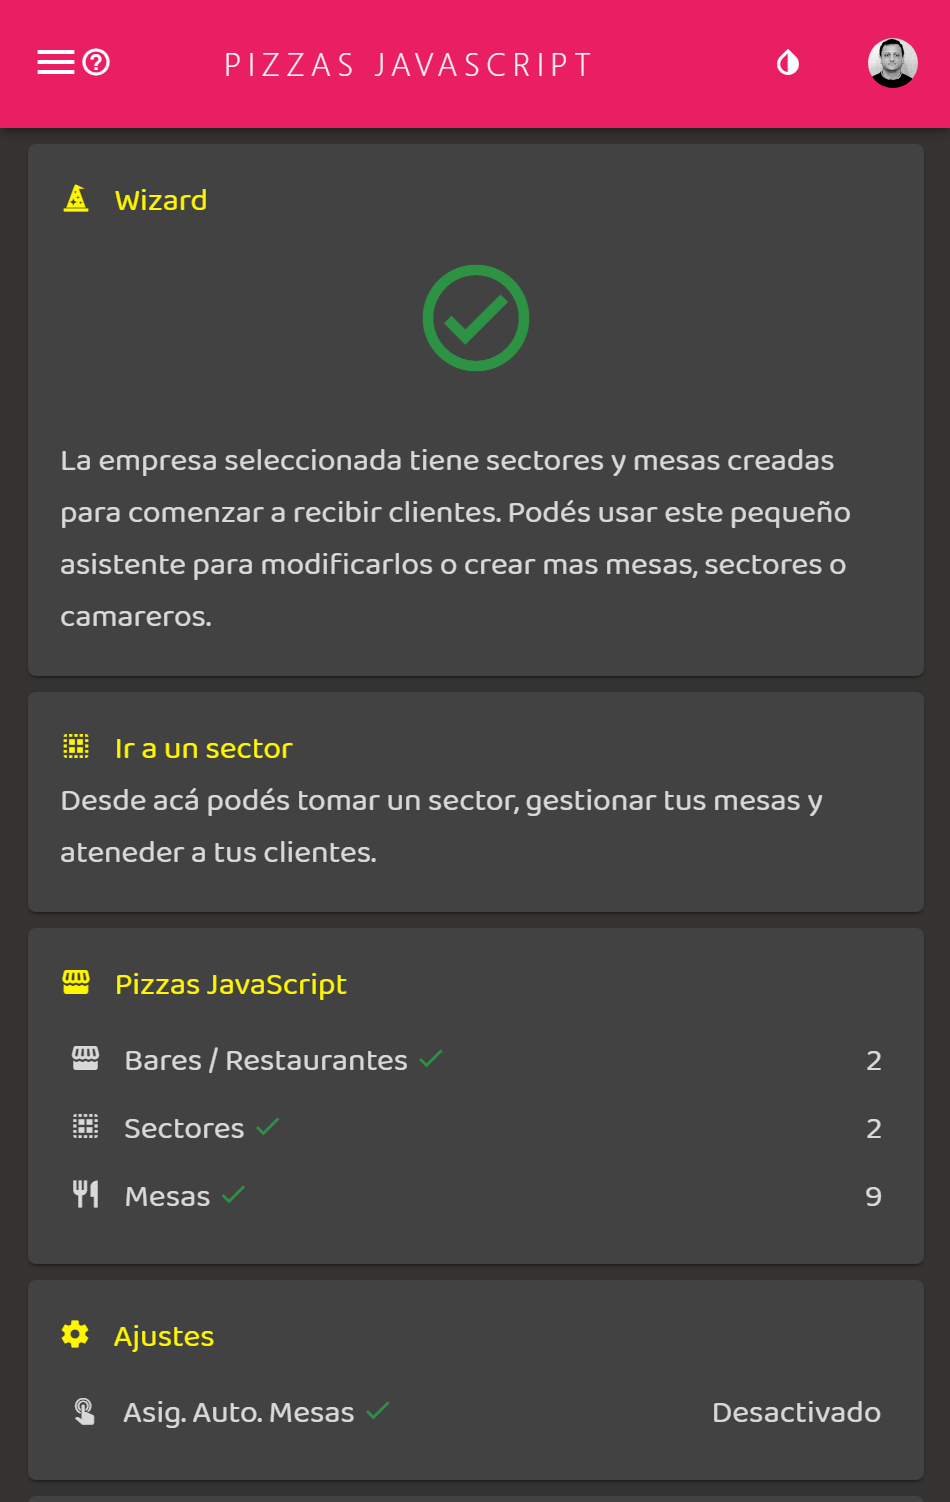 PIZZAS JAVASCRIPT
Wizard
La empresa seleccionada tiene sectores y mesas creadas
para comenzar a recibir clientes. Podés usar este pequeño
asistente para modificarlos o crear mas mesas, sectores o
camareros.
Ir a un sector
Desde acá podés tomar un sector, gestionar tus mesas y
ateneder a tus clientes.
Pizzas JavaScript
Bares / Restaurantes 2
Sectores 2
Mesas 9
Ajustes
Asig. Auto. Mesas Desactivado